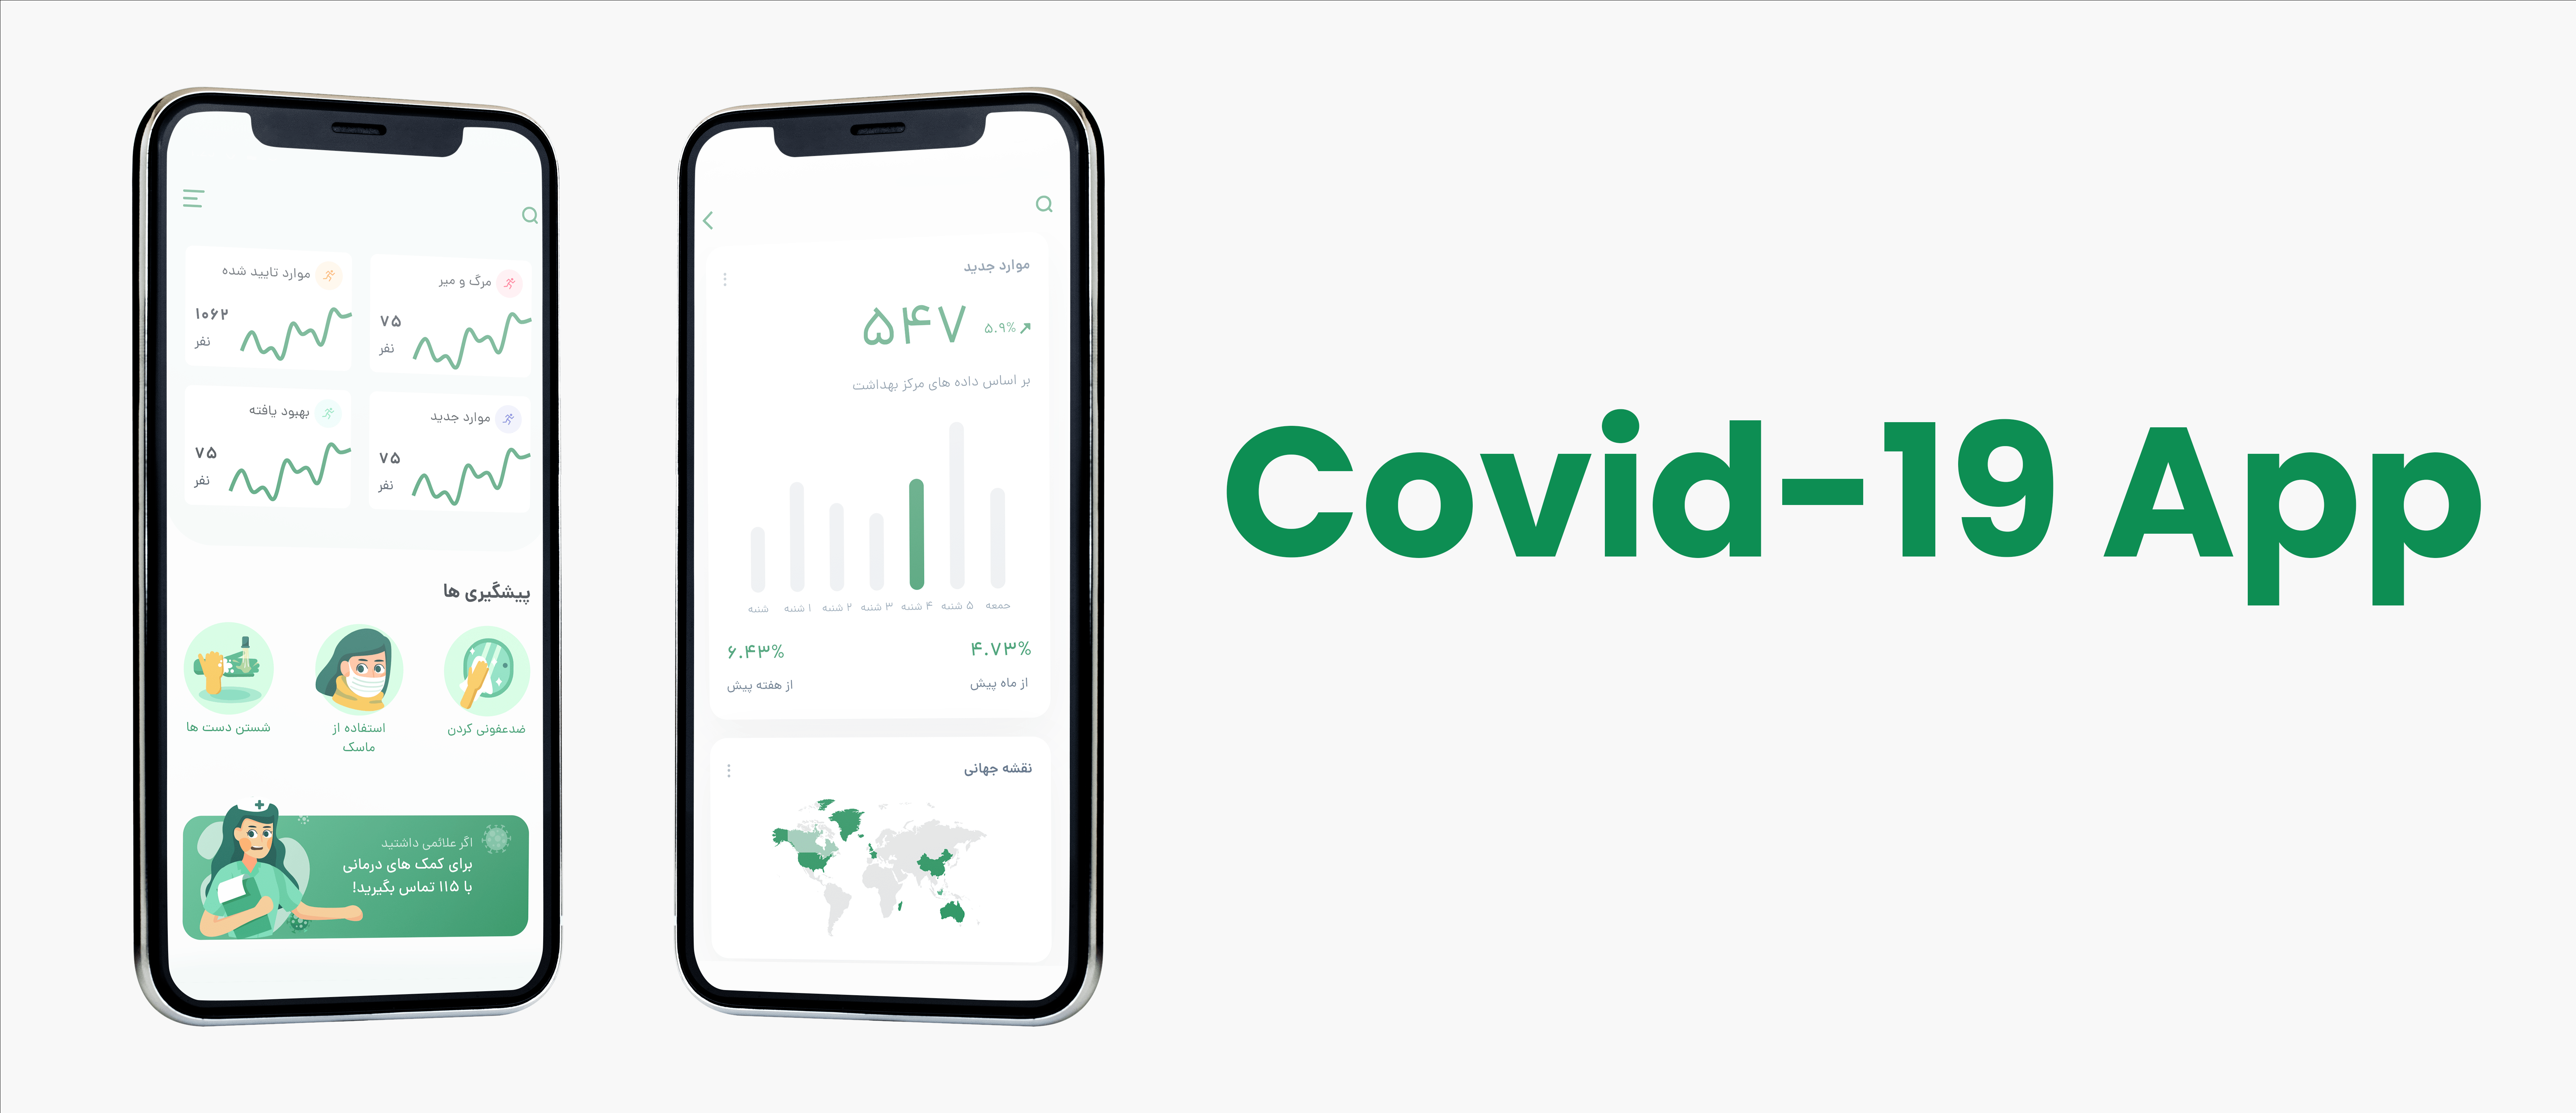 موارد تایید شده
۱۰۶۲
نفر
مرگ و میر
۷۵
نفر
بهبود یافته
۷۵
نفر
موارد جدید
۷۵
نفر
پیشگیری ها
ضدعفونی کردن
استفاده از
ماسک
شستن دست ها
اگر علائمی داشتید
برای کمک های درمانی
با ۱۱۵ تماس بگیرید!
موارد جدید
۵۴۷
۵.۹%
بر اساس داده های مرکز بهداشت
شنبه
۱ شنبه
۲ شنبه
۳ شنبه
۴ شنبه
۵ شنبه
جمعه
۴.۷۳%
از ماه پیش
۶.۴۳%
از هفته پیش
نقشه جهانی
Covid-19 App